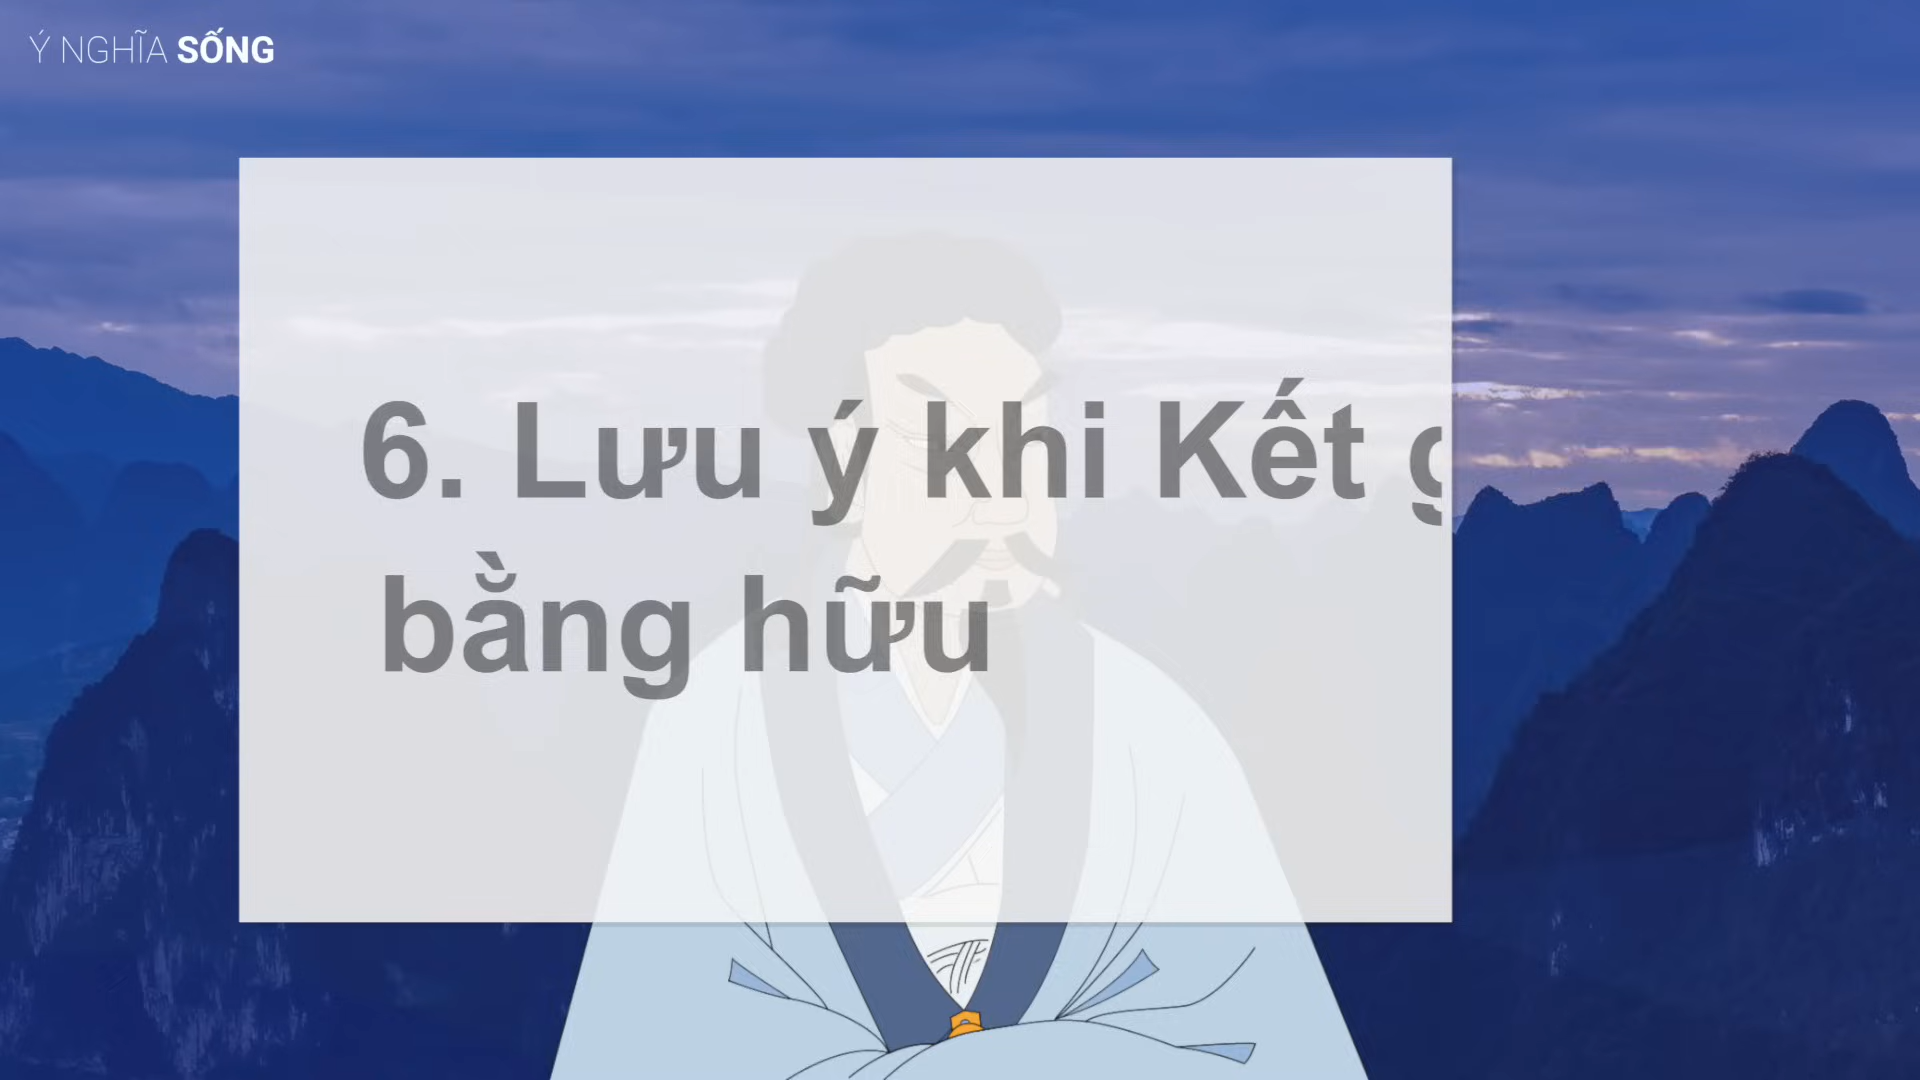 Ý NGHĨA SỐNG
6. Lưu ý khi Kết
bằng hữu